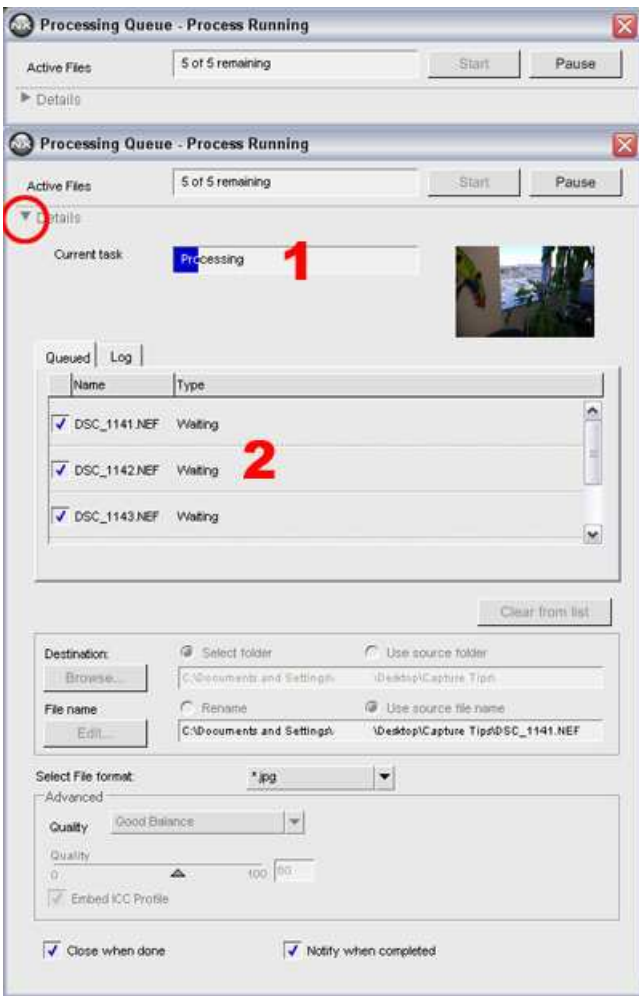 Processing Queue - Process Running
Active Files 5 of 5 remaining Start Pause
Details
Processing Queue - Process Running
Active Files 5 of 5 remaining Start Pause
Details
Current task Processing 1
Queued Log
Name Type
DSC_1141.NEF Waiting
DSC_1142.NEF Waiting 2
DSC_1143.NEF Waiting
Clear from list
Destination: Select folder Use source folder
Browse... C:\Documents and Settings\ \Desktop\Capture Tips\
File name Rename Use source file name
Edit... C:\Documents and Settings\ \Desktop\Capture Tips\DSC_1141.NEF
Select File format: *.jpg
Advanced
Quality Good Balance
Quality
0 100
Embed ICC Profile
Close when done Notify when completed